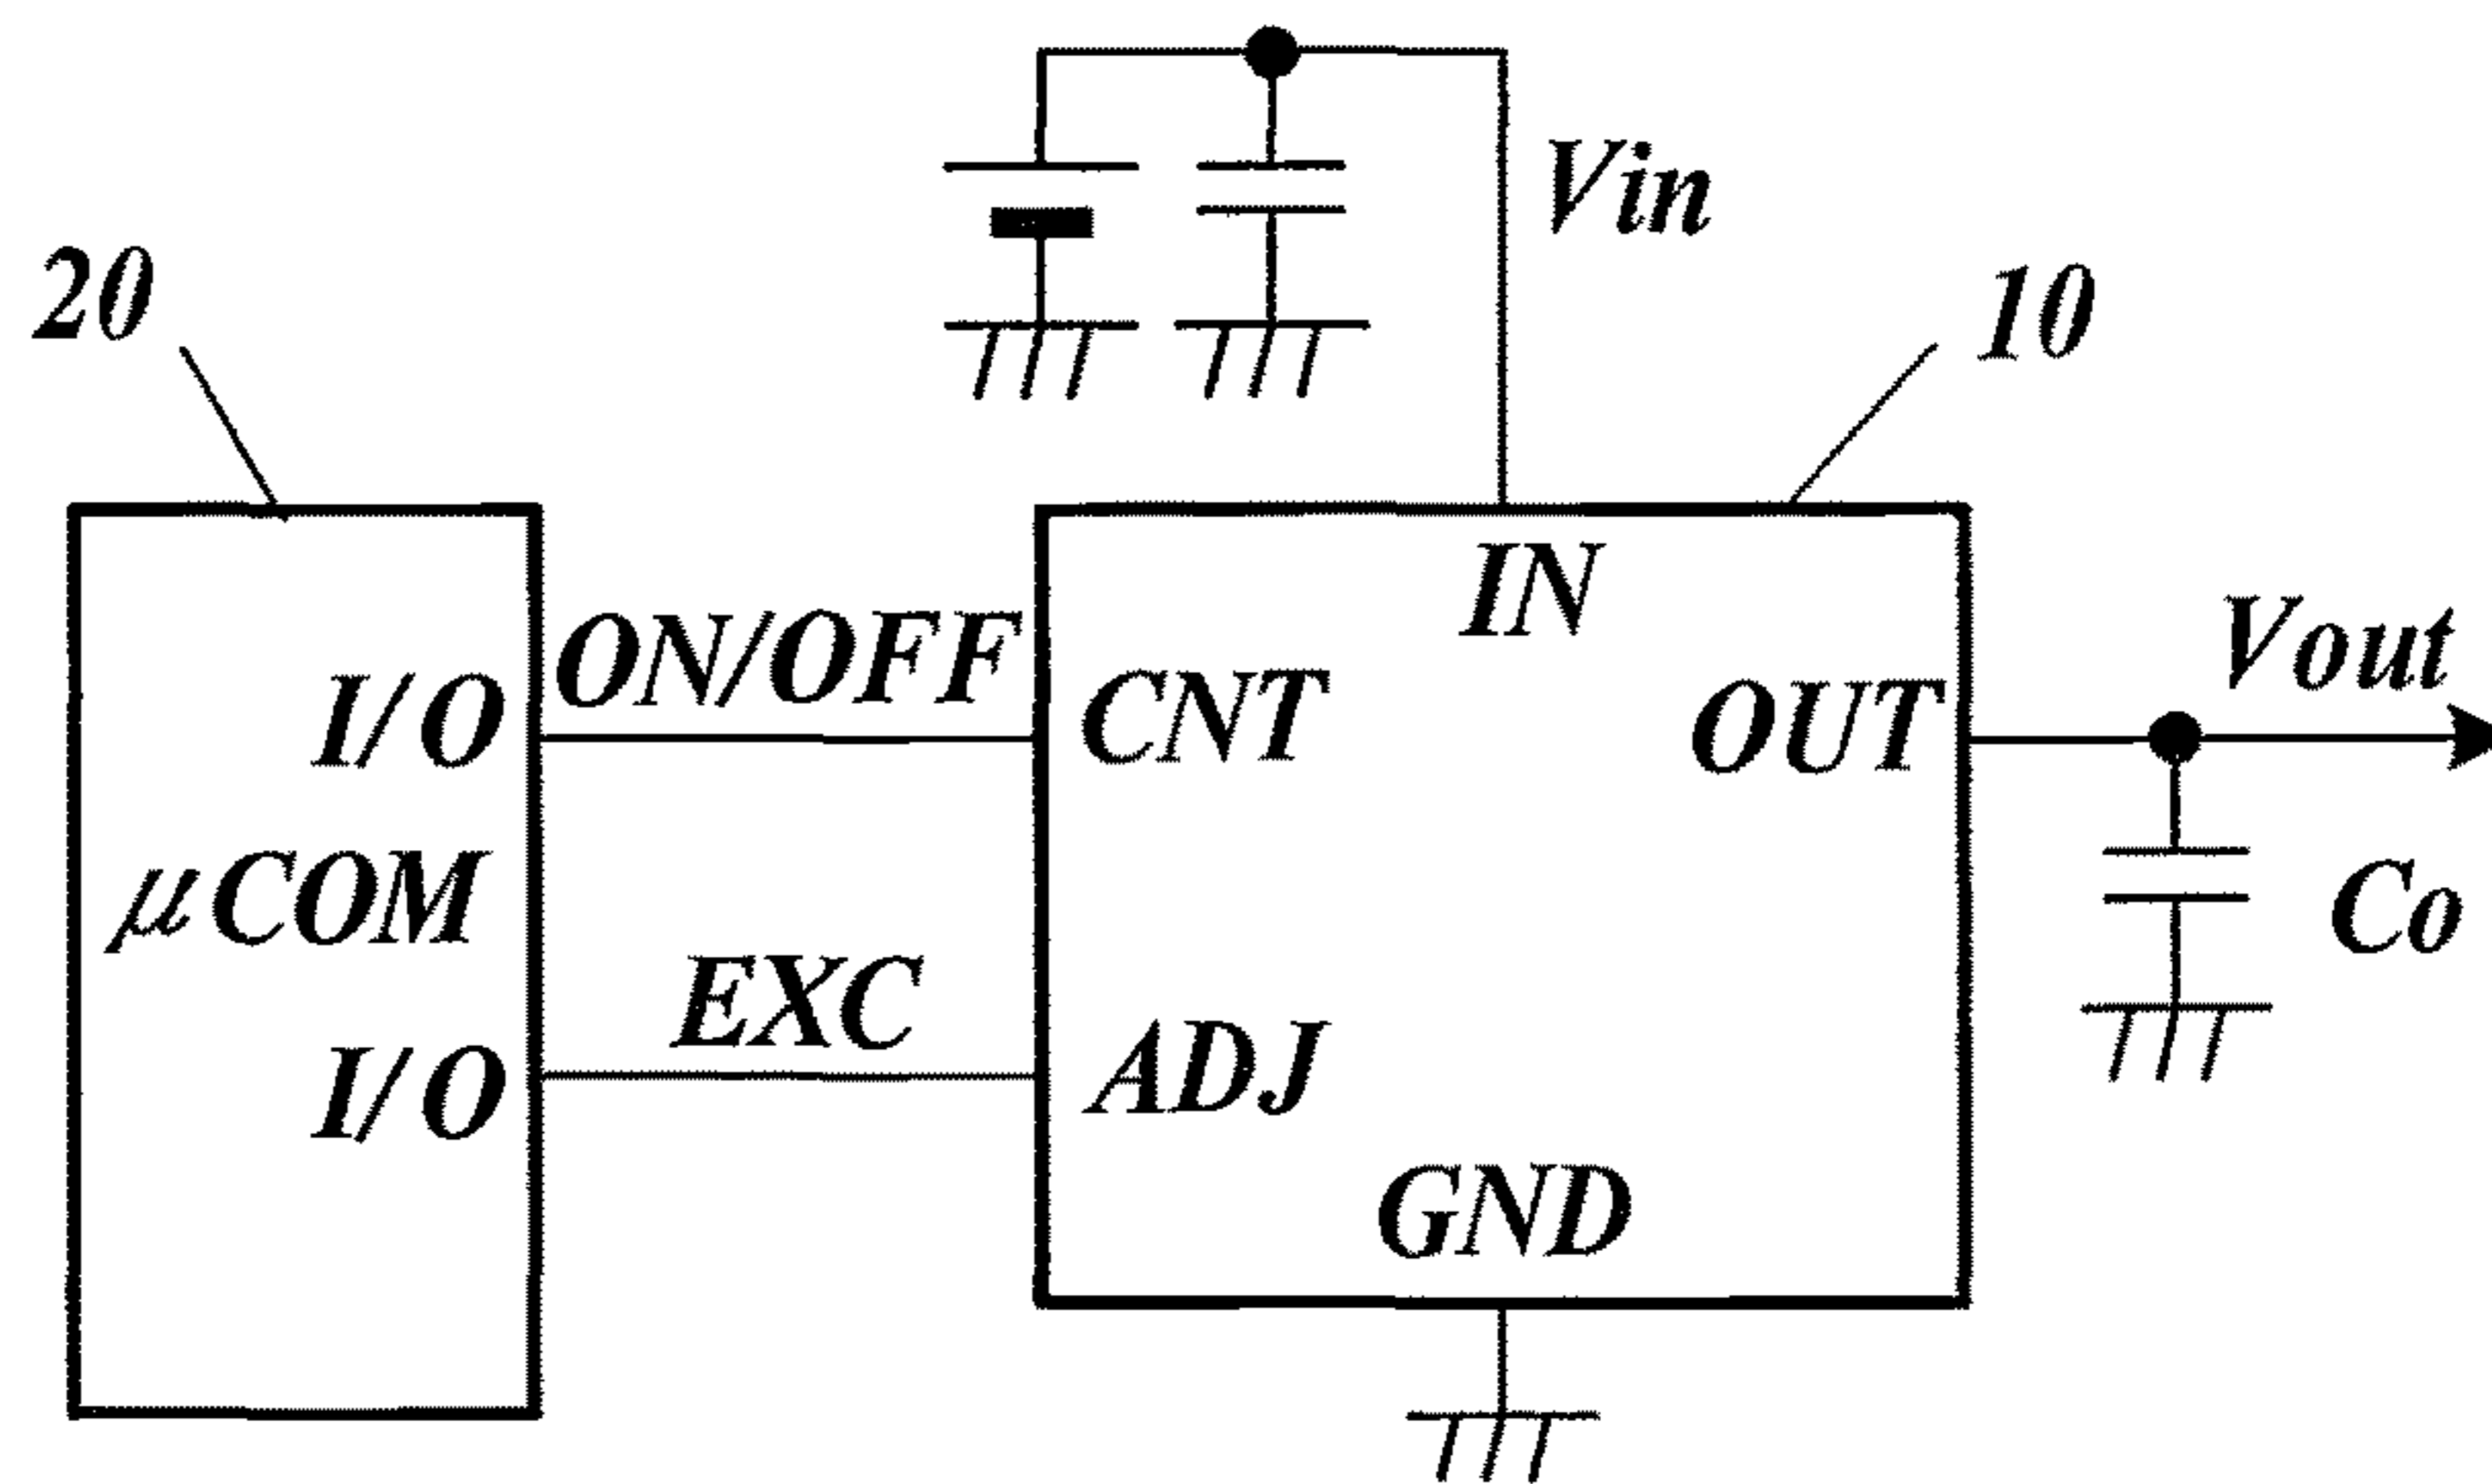 Vin
20
10
IN
ON/OFF
Vout
I/O
CNT
OUT
μCOM
Co
EXC
I/O
ADJ
GND